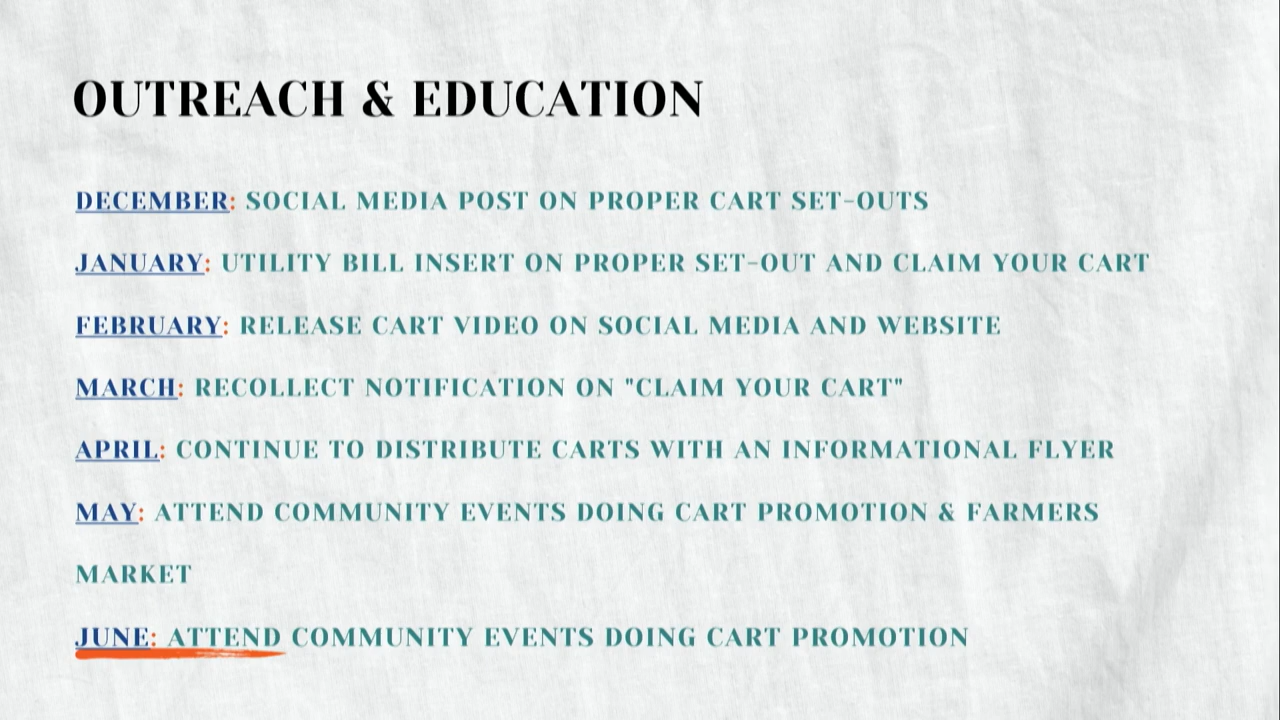 OUTREACH & EDUCATION
DECEMBER: SOCIAL MEDIA POST ON PROPER CART SET-OUTS
JANUARY: UTILITY BILL INSERT ON PROPER SET-OUT AND CLAIM YOUR CART
FEBRUARY: RELEASE CART VIDEO ON SOCIAL MEDIA AND WEBSITE
MARCH: RECOLLECT NOTIFICATION ON "CLAIM YOUR CART"
APRIL: CONTINUE TO DISTRIBUTE CARTS WITH AN INFORMATIONAL FLYER
MAY: ATTEND COMMUNITY EVENTS DOING CART PROMOTION & FARMERS
MARKET
JUNE: ATTEND COMMUNITY EVENTS DOING CART PROMOTION